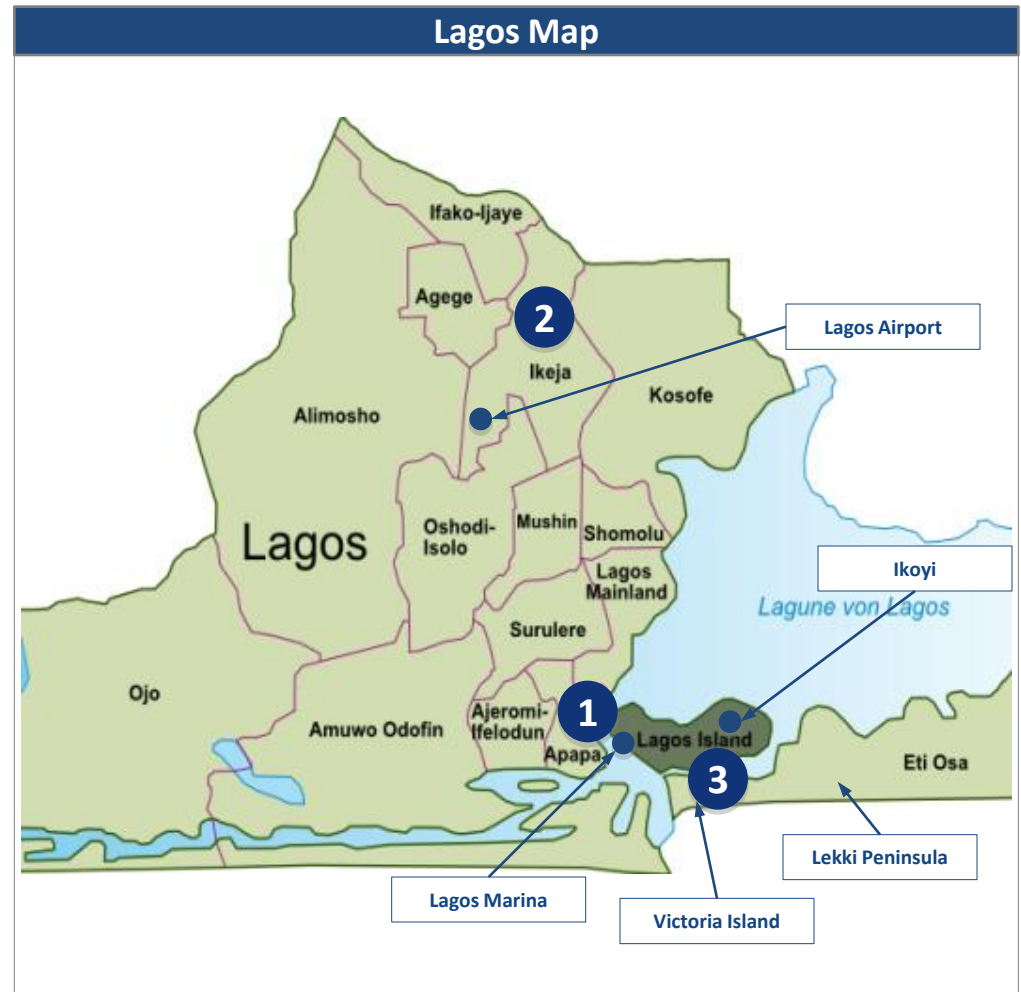 Lagos Map
Ifako-Ijaye
Agege
2
Lagos Airport
Ikeja
Kosofe
Alimosho
Lagos
Oshodi-
Isolo
Mushin
Shomolu
Lagos
Mainland
Ikoyi
Lagune von Lagos
Surulere
Ojo
Amuwo Odofin
Ajeromi-
Ifelodun
1
Apapa
Lagos Island
3
Eti Osa
Lekki Peninsula
Lagos Marina
Victoria Island